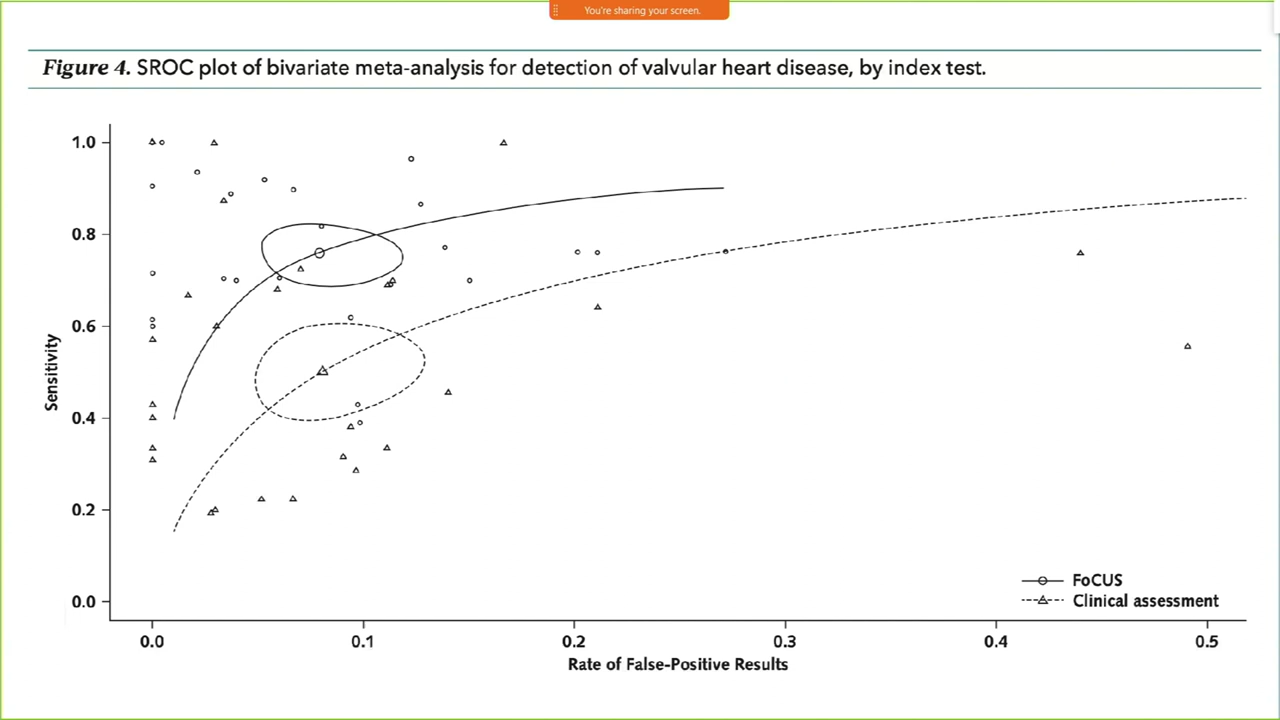 You're sharing your screen.
Figure 4. SROC plot of bivariate meta-analysis for detection of valvular heart disease, by index test.
1.0
0.8
0.6
0.4
0.2
0.0
Sensitivity
FoCUS
Clinical assessment
0.0 0.1 0.2 0.3 0.4 0.5
Rate of False-Positive Results